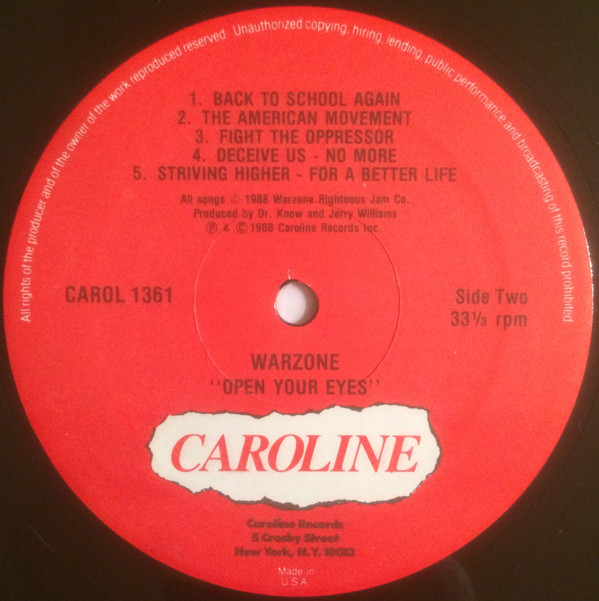 All rights of the producer and of the owner of the work reproduced reserved. Unauthorized copying, hiring, lending, public performance and broadcasting of this record prohibited
1. BACK TO SCHOOL AGAIN
2. THE AMERICAN MOVEMENT
3. FIGHT THE OPPRESSOR
4. DECEIVE US - NO MORE
5. STRIVING HIGHER - FOR A BETTER LIFE
All songs © 1988 Warzone Righteous Jam Co.
Produced by Dr. Know and Jerry Williams
℗ & © 1988 Caroline Records Inc.
CAROL 1361
Side Two
33⅓ rpm
WARZONE
"OPEN YOUR EYES"
CAROLINE
Caroline Records
5 Crosby Street
New York, N.Y. 10013
Made in
U.S.A.